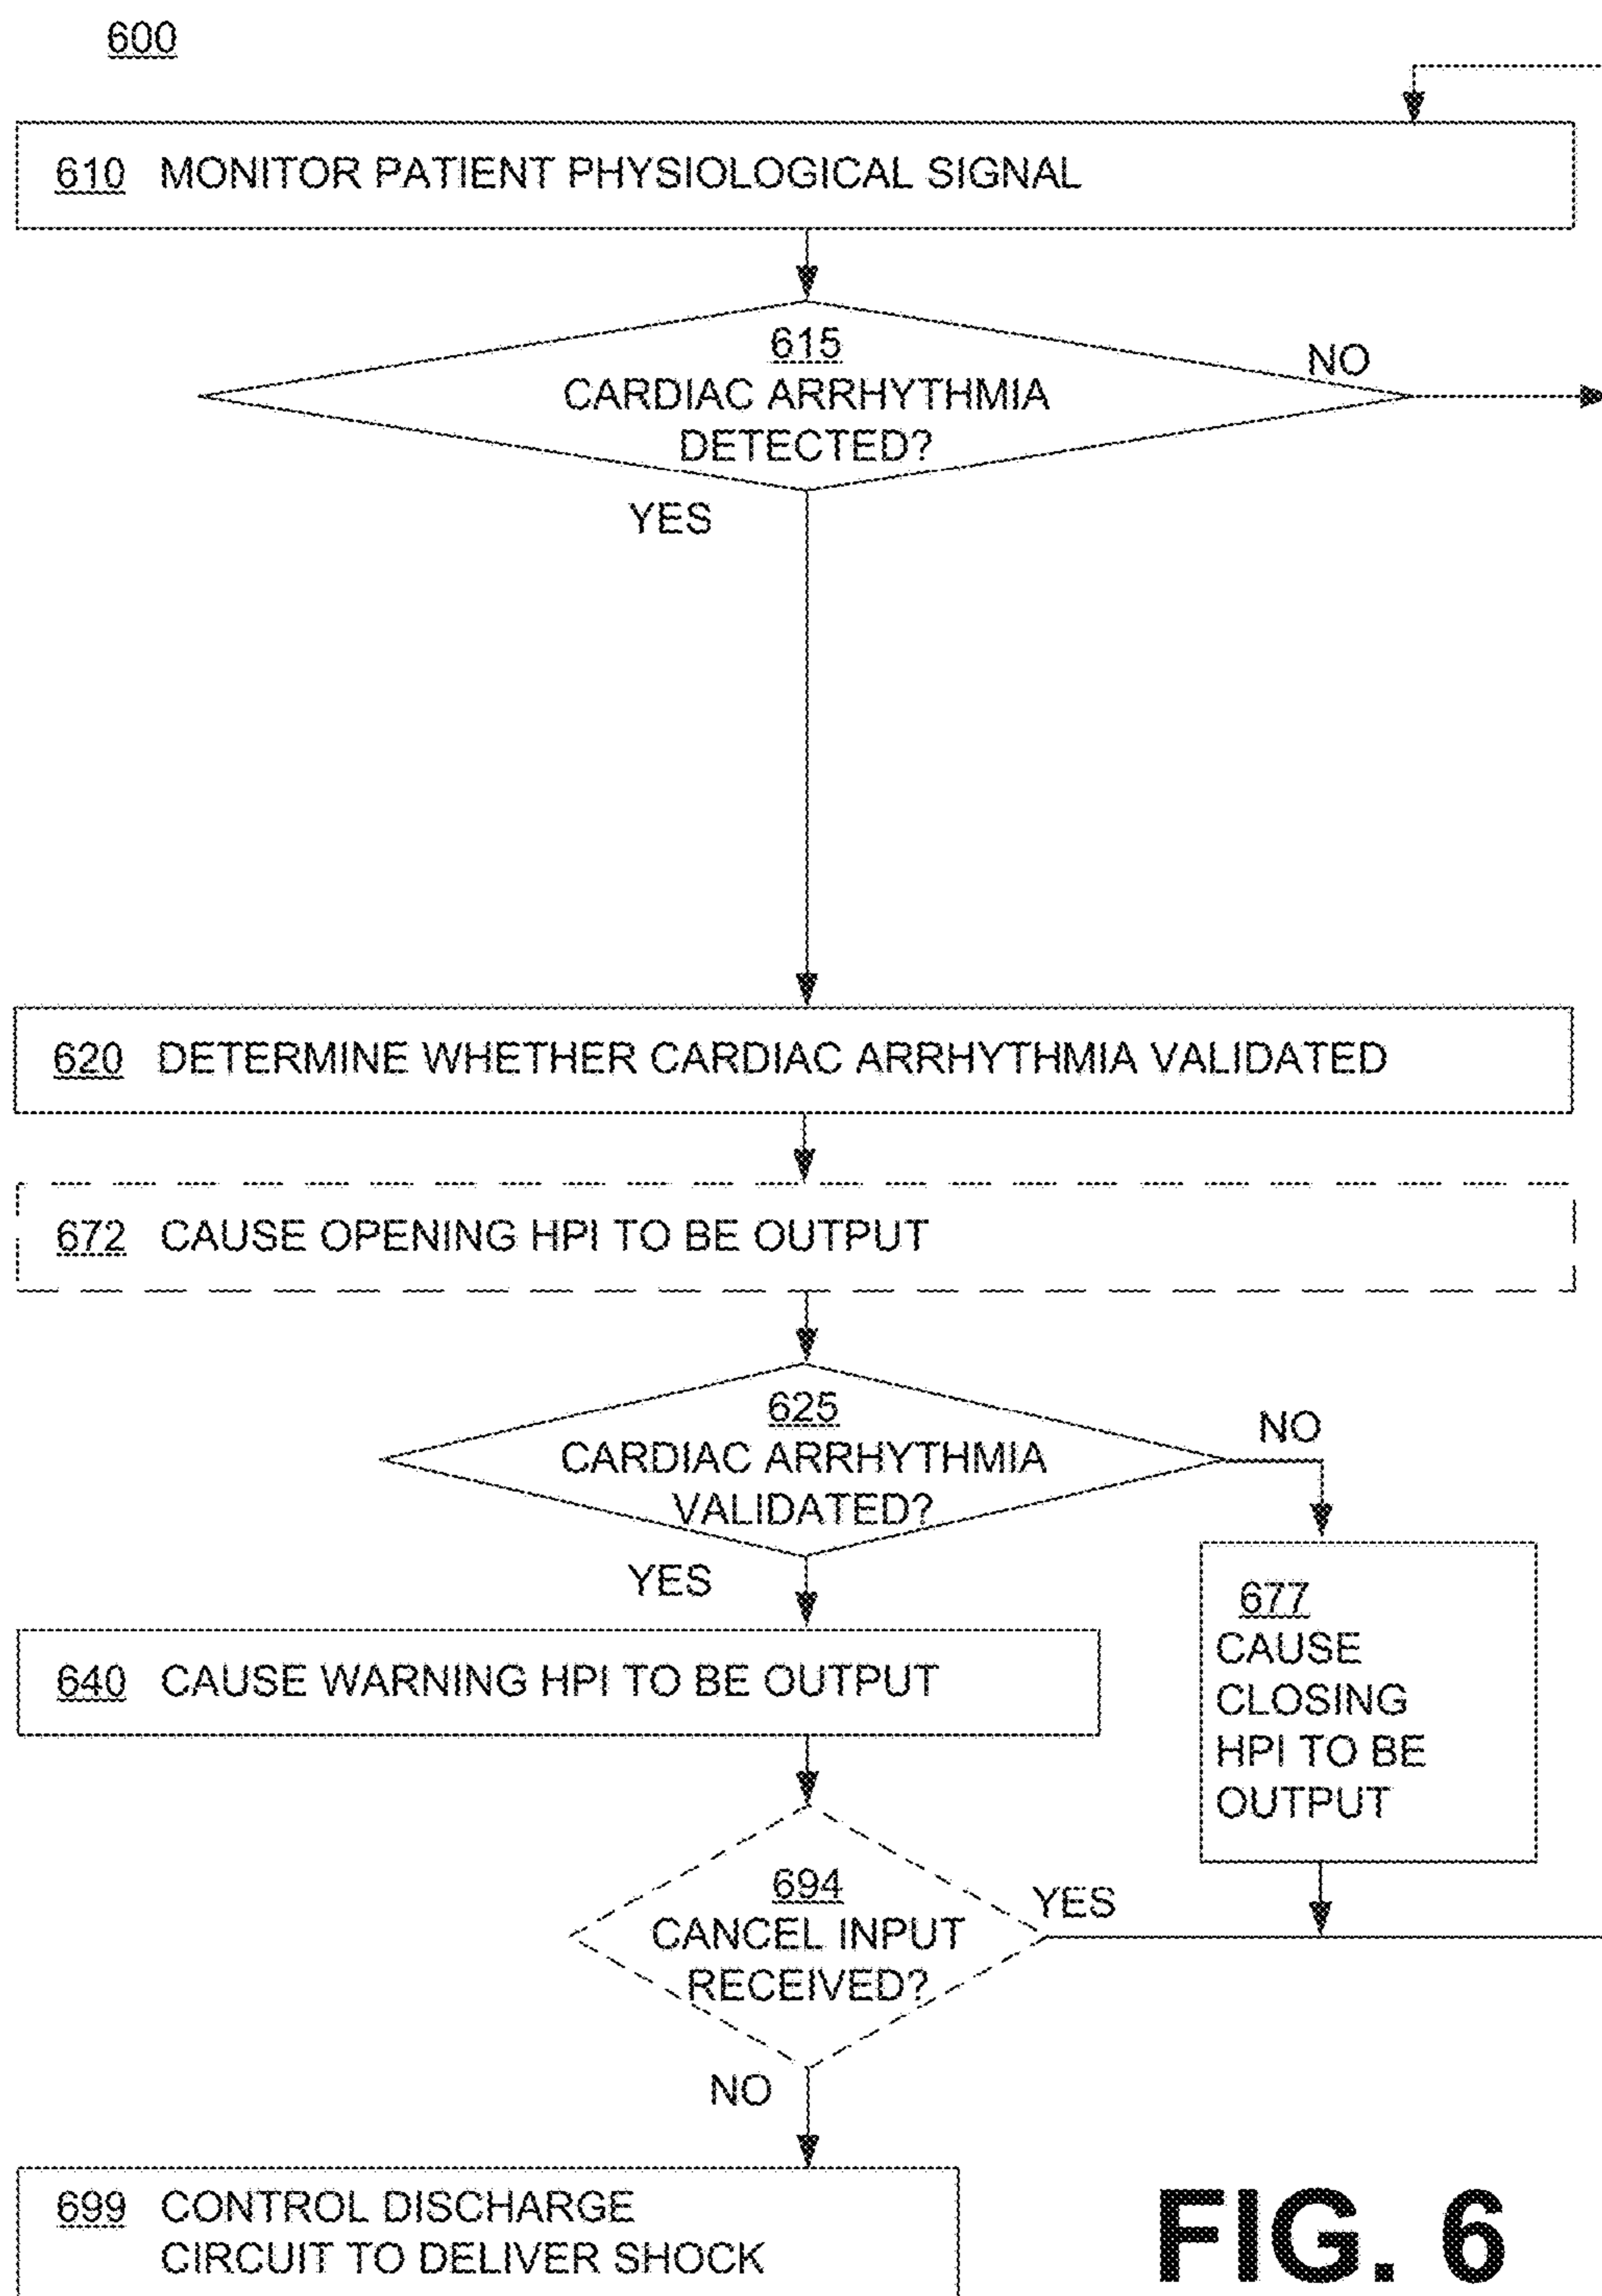 600
610 MONITOR PATIENT PHYSIOLOGICAL SIGNAL
615
CARDIAC ARRHYTHMIA
DETECTED?
NO
YES
620 DETERMINE WHETHER CARDIAC ARRHYTHMIA VALIDATED
672 CAUSE OPENING HPI TO BE OUTPUT
625
CARDIAC ARRHYTHMIA
VALIDATED?
NO
YES
677
CAUSE
CLOSING
HPI TO BE
OUTPUT
640 CAUSE WARNING HPI TO BE OUTPUT
694
CANCEL INPUT
RECEIVED?
YES
NO
699 CONTROL DISCHARGE
CIRCUIT TO DELIVER SHOCK
FIG. 6